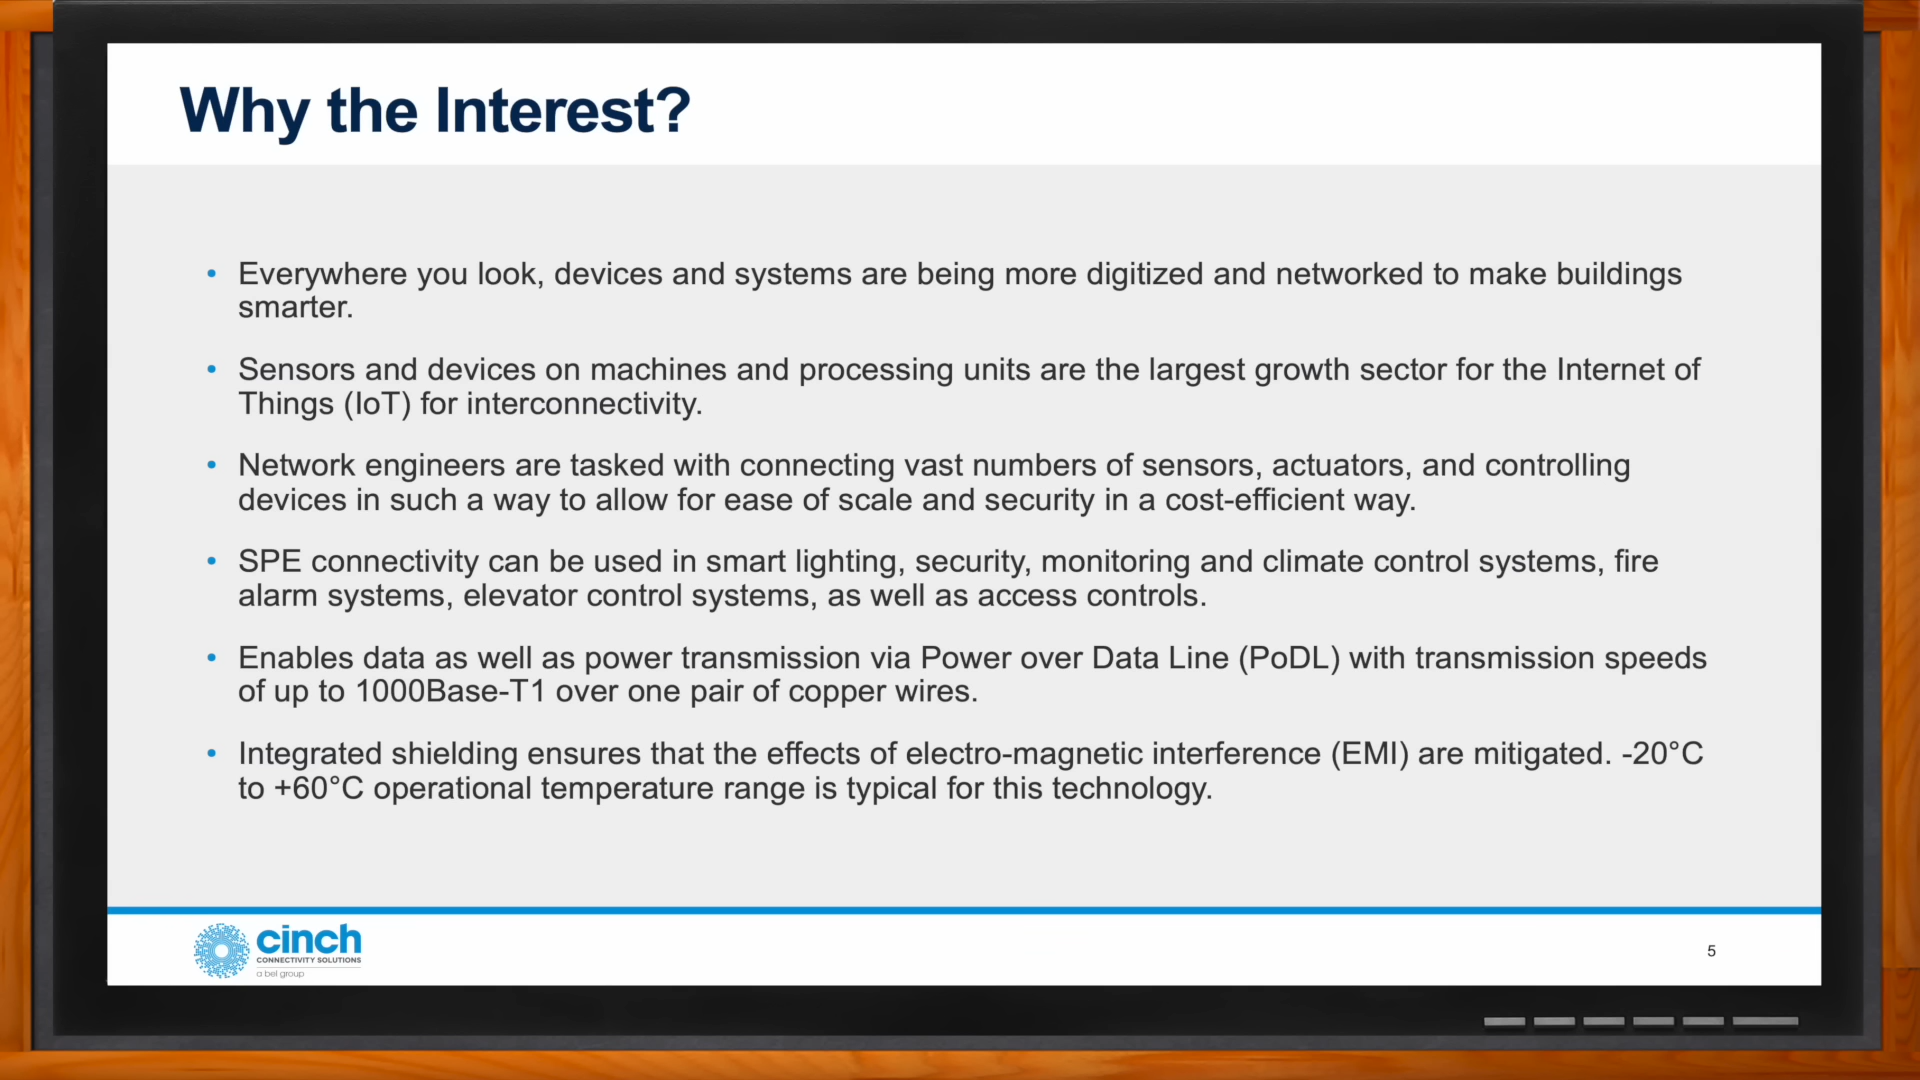 Why the Interest?
• Everywhere you look, devices and systems are being more digitized and networked to make buildings
smarter.
• Sensors and devices on machines and processing units are the largest growth sector for the Internet of
Things (IoT) for interconnectivity.
• Network engineers are tasked with connecting vast numbers of sensors, actuators, and controlling
devices in such a way to allow for ease of scale and security in a cost-efficient way.
• SPE connectivity can be used in smart lighting, security, monitoring and climate control systems, fire
alarm systems, elevator control systems, as well as access controls.
• Enables data as well as power transmission via Power over Data Line (PoDL) with transmission speeds
of up to 1000Base-T1 over one pair of copper wires.
• Integrated shielding ensures that the effects of electro-magnetic interference (EMI) are mitigated. -20°C
to +60°C operational temperature range is typical for this technology.
cinch
CONNECTIVITY SOLUTIONS
a bel group
5